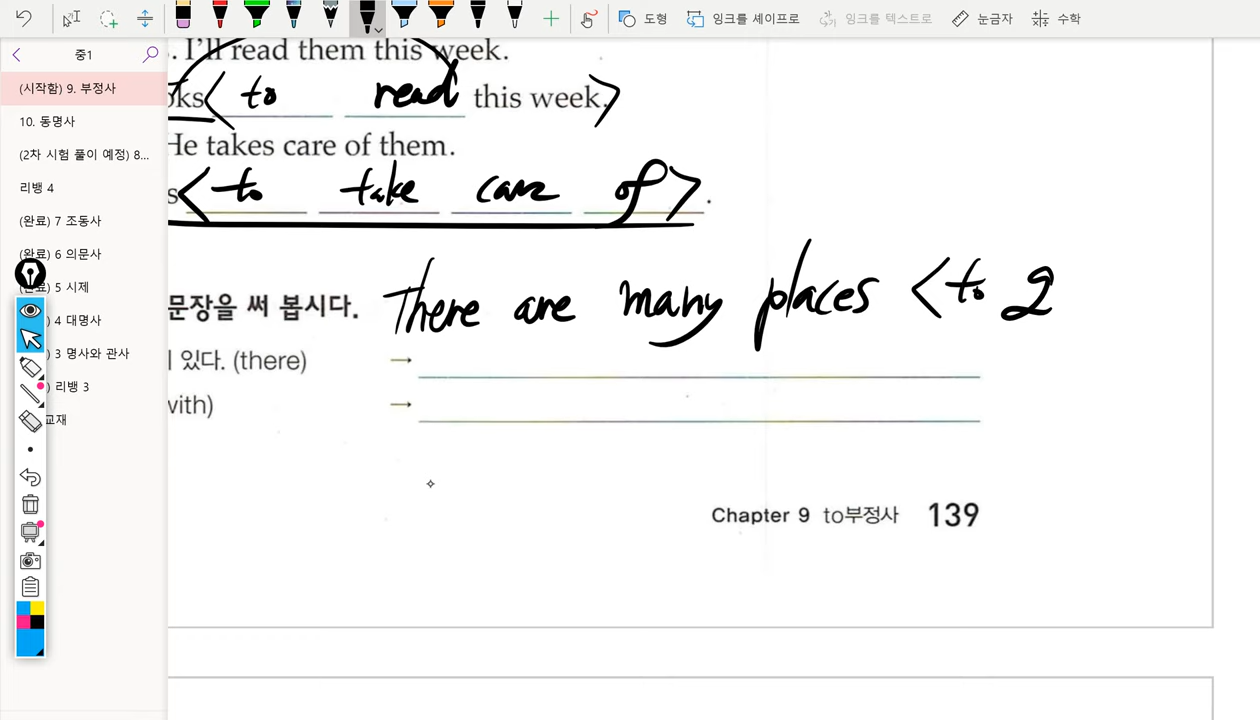 도형
잉크를 셰이프로
잉크를 텍스트로
눈금자
수학
중1
(시작함) 9. 부정사
10. 동명사
(2차 시험 풀이 예정) 8...
리뱅 4
(완료) 7 조동사
(완료) 6 의문사
5 시제
) 4 대명사
) 3 명사와 관사
) 리뱅 3
교재
. I'll read them this week.
oks < to read this week. >
He takes care of them.
s < to take care of > .
문장을 써 봅시다.
There are many places < to
있다. (there) →
with) →
Chapter 9 to부정사 139